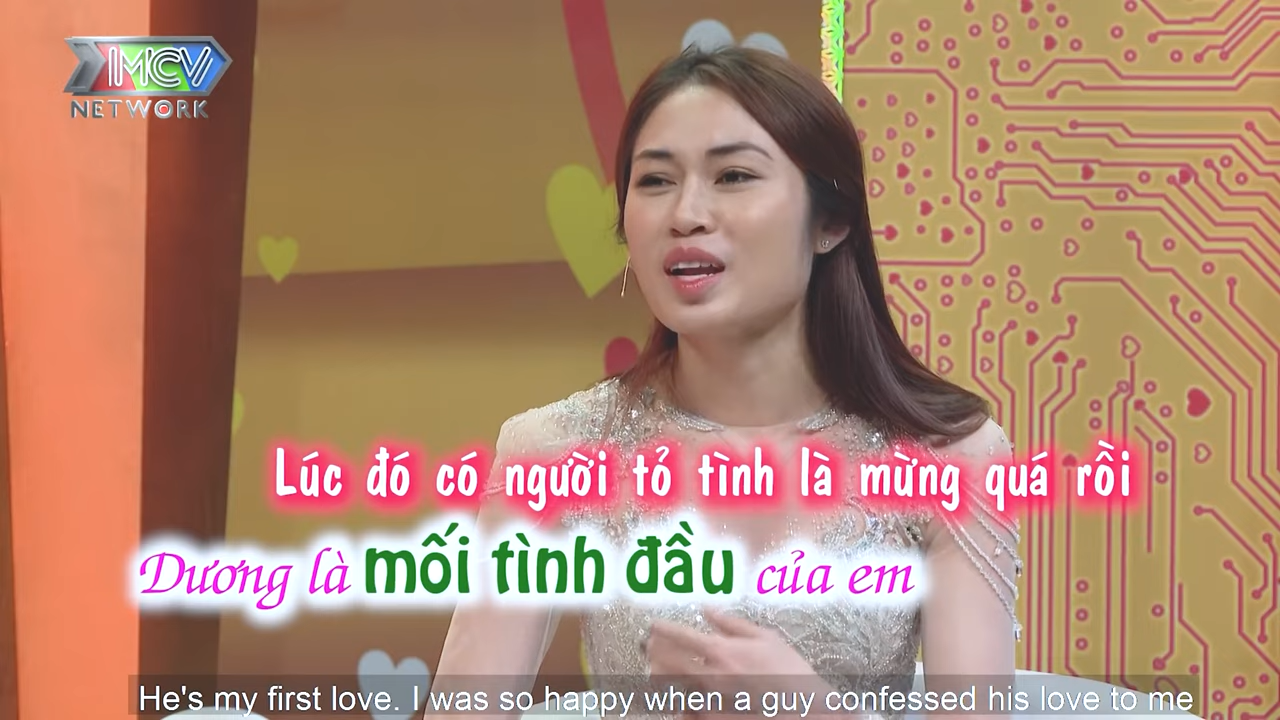 MCV
NETWORK
Lúc đó có người tỏ tình là mừng quá rồi
Dương là mối tình đầu của em
He's my first love. I was so happy when a guy confessed his love to me